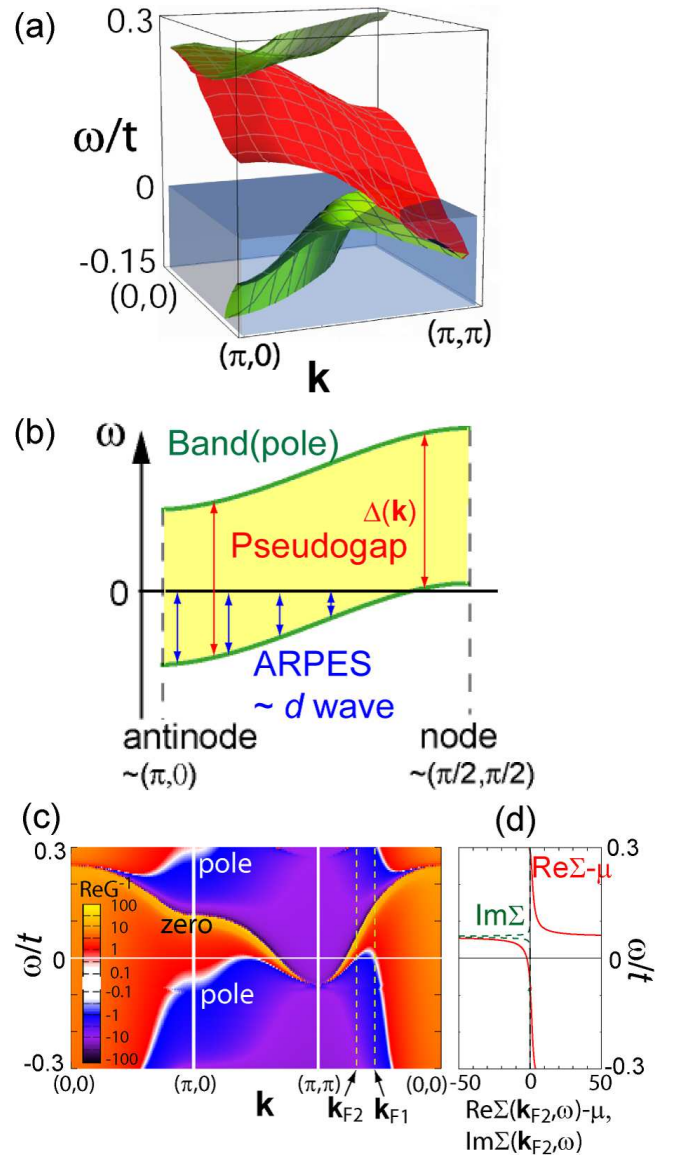 (a)
0.3
ω/t
0
-0.15
(0,0)
(π,0)
(π,π)
k
(b)
ω
Band(pole)
Δ(k)
Pseudogap
0
ARPES
~ d wave
antinode
~(π,0)
node
~(π/2,π/2)
(c)
0.3
ReG⁻¹
100
10
1
0.1
-0.1
-1
-10
-100
pole
zero
pole
ω/t
0
-0.3
(0,0)
(π,0)
(π,π)
(0,0)
k
kF2
kF1
(d)
0.3
ReΣ-μ
ImΣ
ω/t
0
-0.3
-50
0
50
ReΣ(kF2,ω)-μ,
ImΣ(kF2,ω)